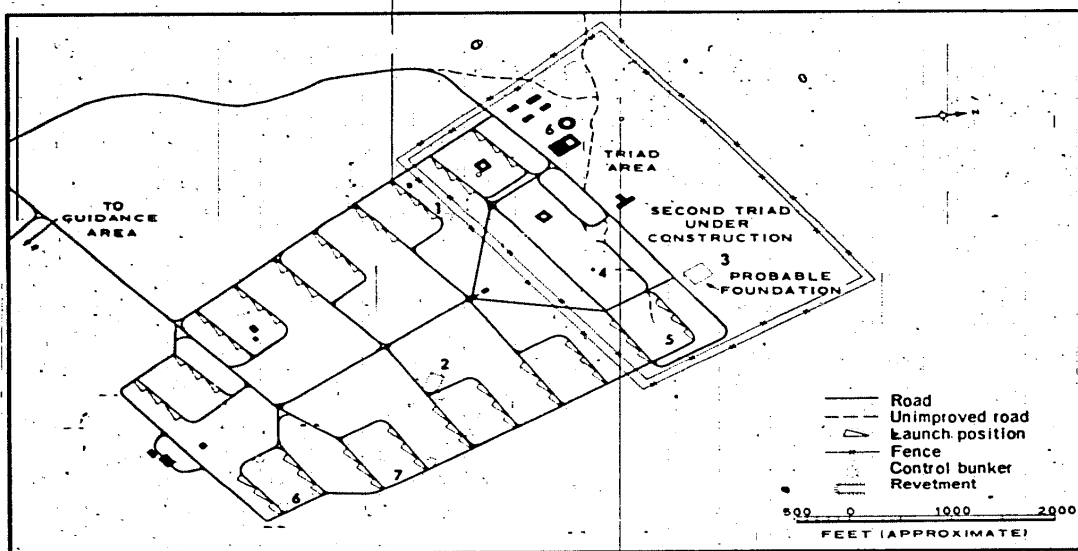 6
TRIAD
AREA
TO
GUIDANCE
AREA
1
SECOND TRIAD
UNDER
CONSTRUCTION
3
4
PROBABLE
FOUNDATION
5
2
7
6
N
Road
Unimproved road
Launch position
Fence
Control bunker
Revetment
500 0 1000 2000
FEET (APPROXIMATE)